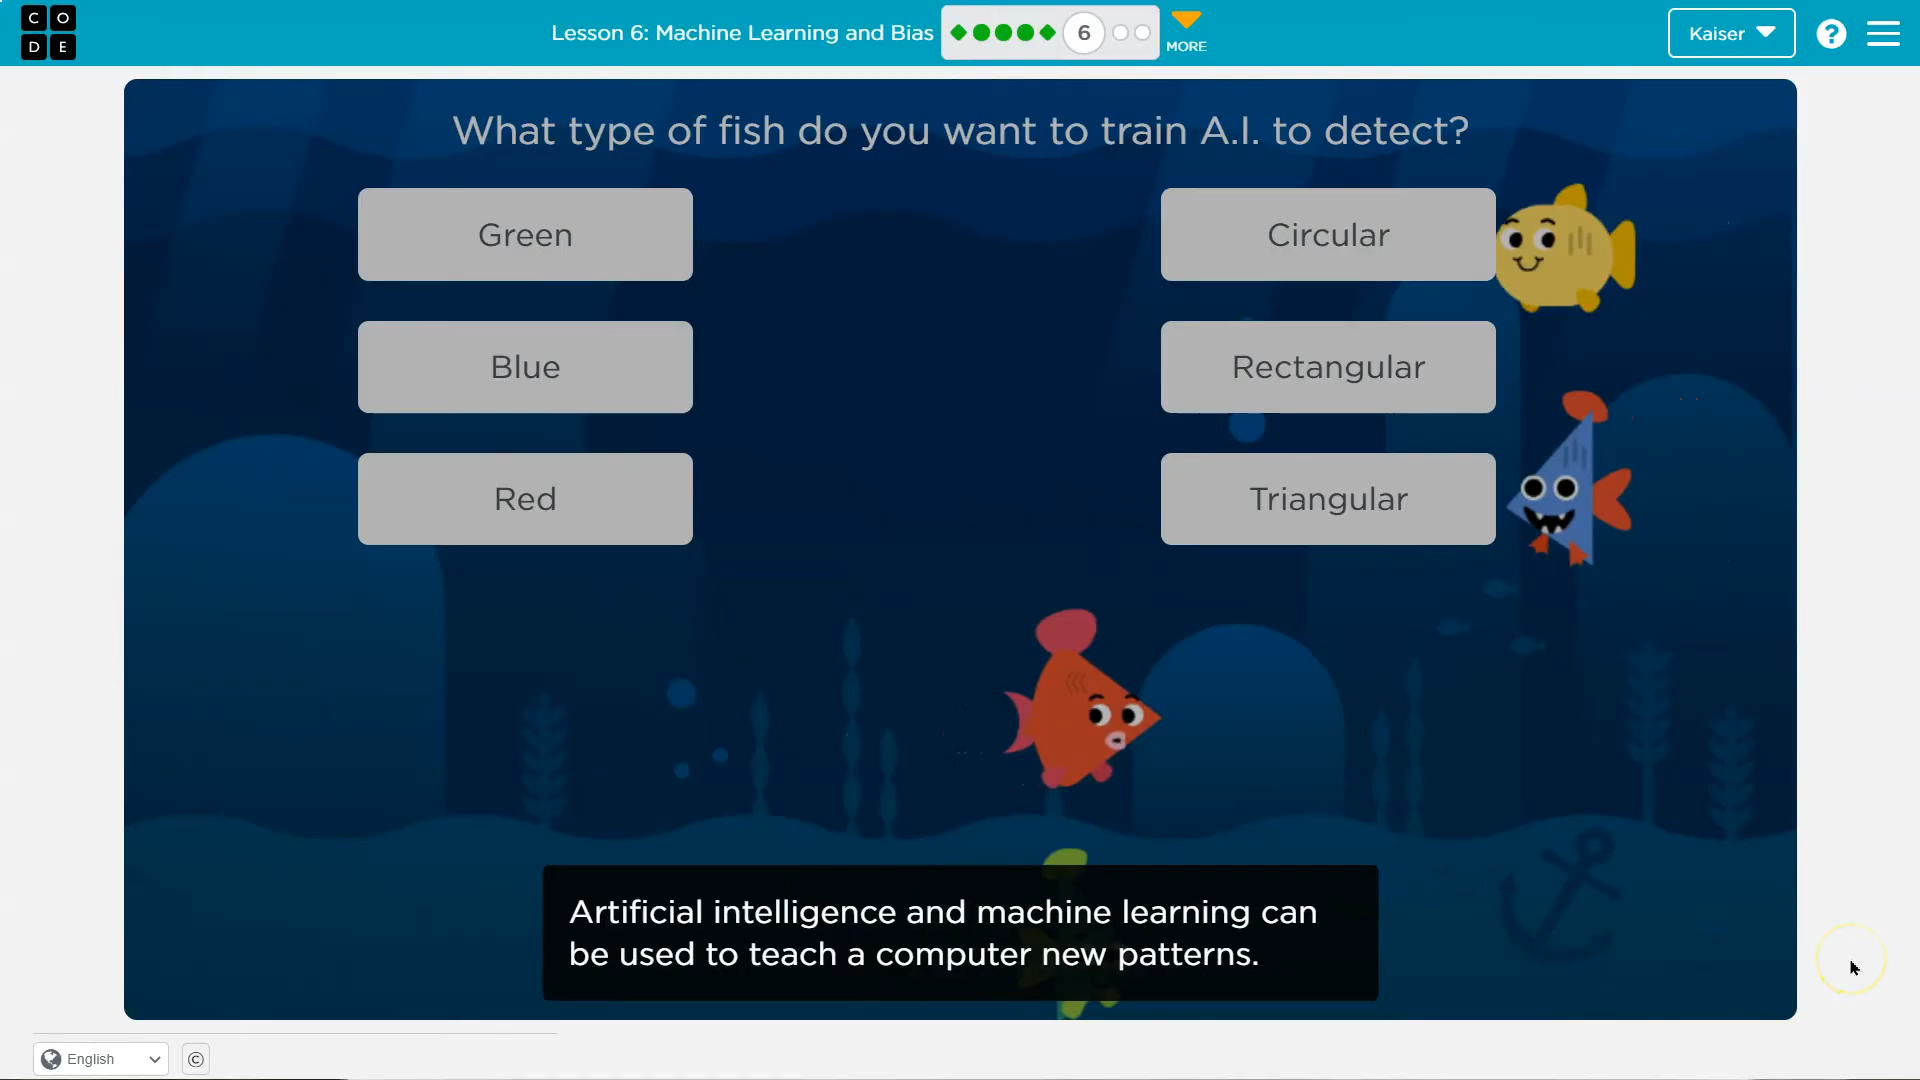 CO
DE
Lesson 6: Machine Learning and Bias
6
MORE
Kaiser
?
What type of fish do you want to train A.I. to detect?
Green
Circular
Blue
Rectangular
Red
Triangular
Artificial intelligence and machine learning can
be used to teach a computer new patterns.
English
©